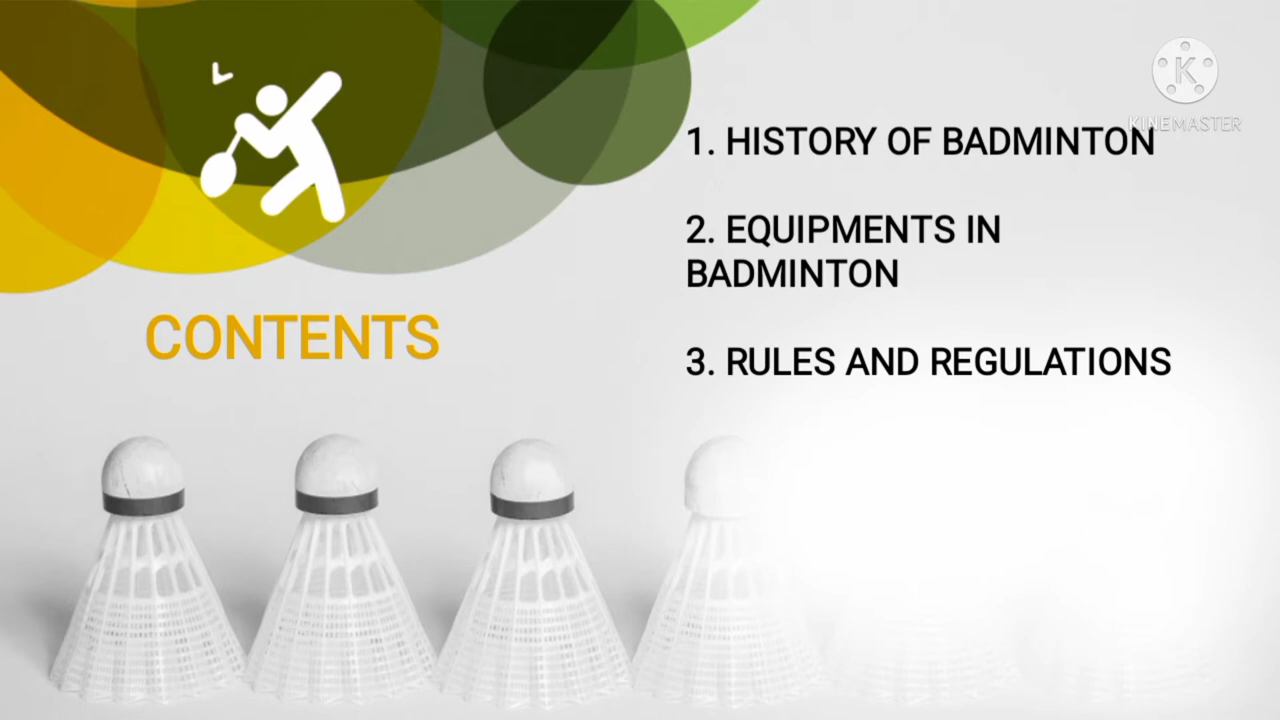 K
KINEMASTER
1. HISTORY OF BADMINTON
2. EQUIPMENTS IN
BADMINTON
CONTENTS
3. RULES AND REGULATIONS